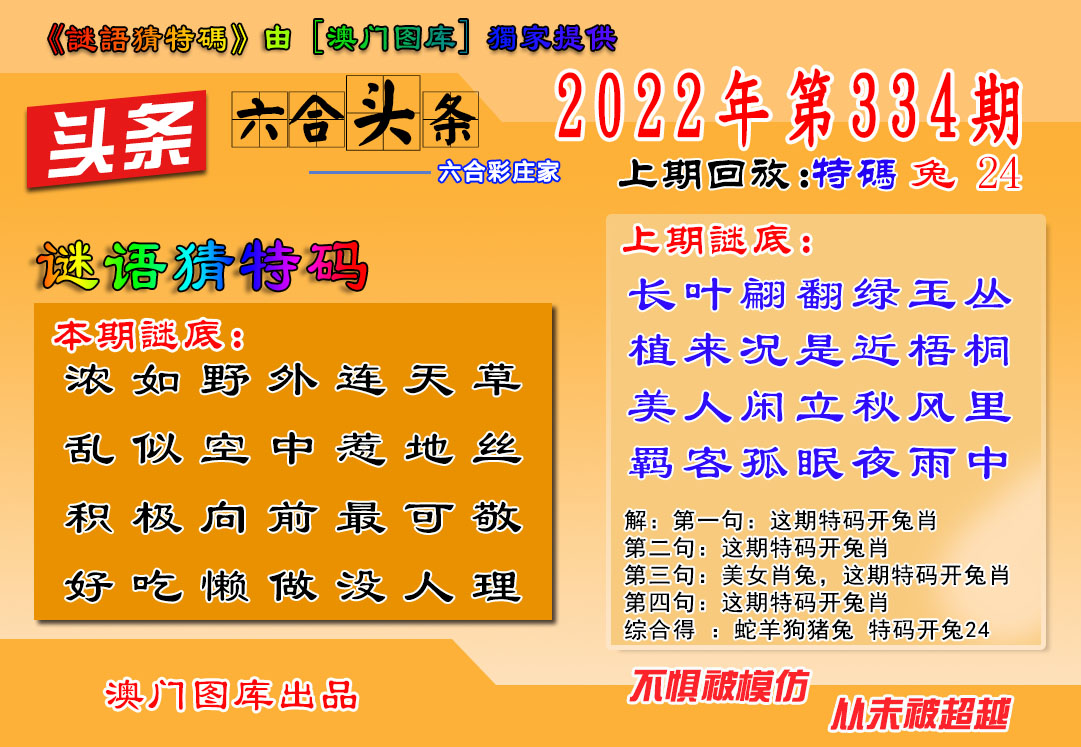 《謎語猜特碼》由［澳门图库］獨家提供
头条
六合头条
六合彩庄家
2022年第334期
上期回放:特碼 兔 24
谜语猜特码
本期謎底：
浓如野外连天草
乱似空中惹地丝
积极向前最可敬
好吃懒做没人理
上期謎底：
长叶翩翻绿玉丛
植来况是近梧桐
美人闲立秋风里
羁客孤眠夜雨中
解：第一句：这期特码开兔肖
第二句：这期特码开兔肖
第三句：美女肖兔，这期特码开兔肖
第四句：这期特码开兔肖
综合得 ：蛇羊狗猪兔 特码开兔24
澳门图库出品
不惧被模仿
从未被超越